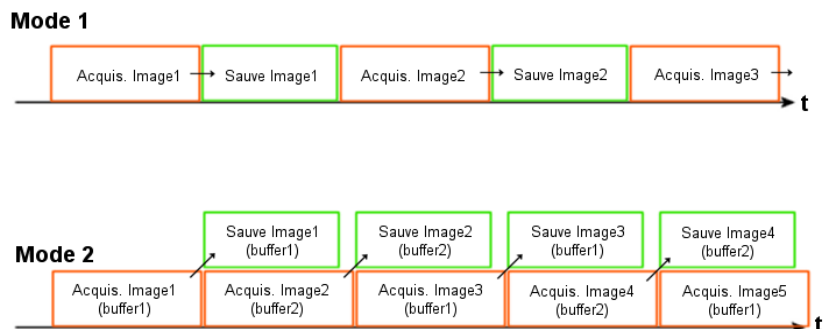 Mode 1
Acquis. Image1
Sauve Image1
Acquis. Image2
Sauve Image2
Acquis. Image3
t
Mode 2
Sauve Image1
(buffer1)
Sauve Image2
(buffer2)
Sauve Image3
(buffer1)
Sauve Image4
(buffer2)
Acquis. Image1
(buffer1)
Acquis. Image2
(buffer2)
Acquis. Image3
(buffer1)
Acquis. Image4
(buffer2)
Acquis. Image5
(buffer1)
t